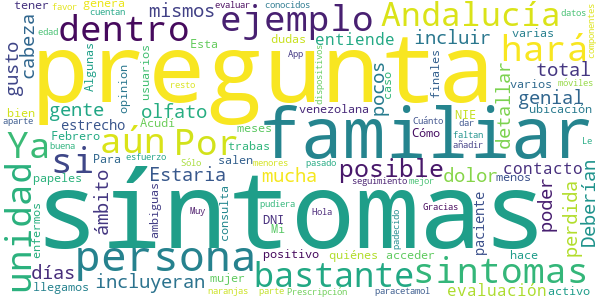 tener favor genera evaluar conocidos
edad cuentan dentro ejemplo Andalucía datos
mismos Esta dudas incluir varias hará
gusto cabeza Algunas opinion usuarios resto App entiende dispositivos componentes
pregunta
bien gente olfato pocos caso finales detallar varios total móviles
aparte estrecho meses genial ubicación
Ya Febrero Acudi aún Por venezolana NIE dar Le
buena trabas Cuánto Cómo faltan añadir
unidad Para esfuerzo si Sólo salen menores familiar
papeles Estaria posible pasado seguimiento mejor dolor contacto menos
enfermos ámbito ambiguas mucha perdida Deberían
síntomas
persona Muy consulta DNI Mi pudiera Hola padecido Gracias paciente poder
días incluyeran positivo quiénes acceder hace
llegamos mujer bastantes sintomas evaluación activo
naranjas parte Prescripción paracetamol